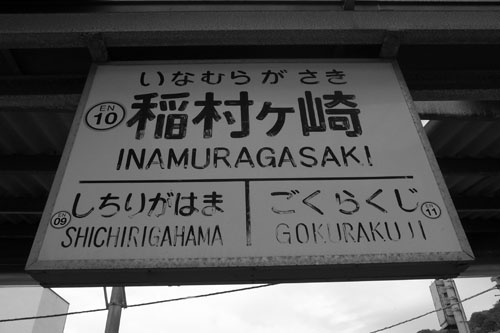 いなむらがさき
EN 10 稲村ヶ崎
INAMURAGASAKI
しちりがはま ごくらくじ
EN 09 SHICHIRIGAHAMA GOKURAKUJI EN 11